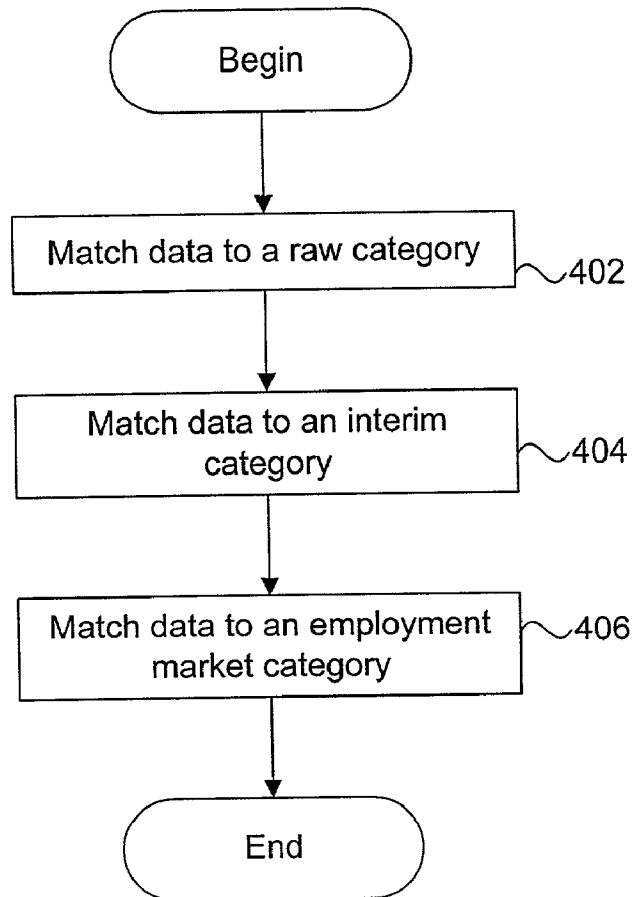 Begin
Match data to a raw category
402
Match data to an interim
category
404
Match data to an employment
market category
406
End